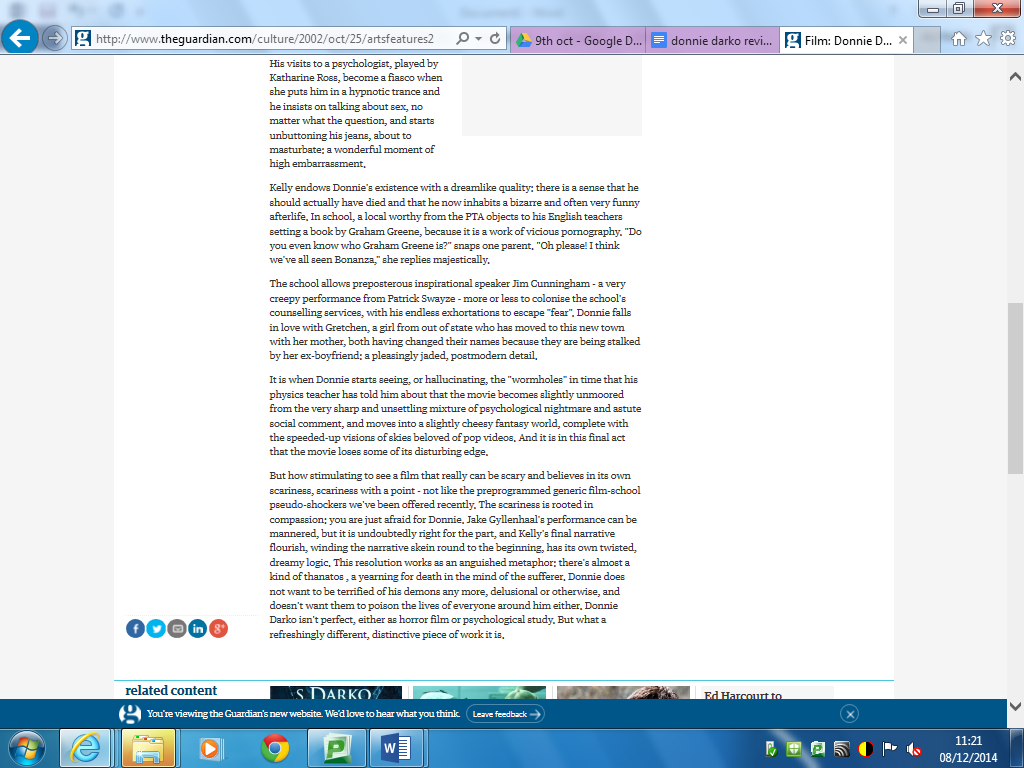 Document1 - Word
http://www.theguardian.com/culture/2002/oct/25/artsfeatures2
9th oct - Google D...
donnie darko revi...
Film: Donnie D...
His visits to a psychologist, played by
Katharine Ross, become a fiasco when
she puts him in a hypnotic trance and
he insists on talking about sex, no
matter what the question, and starts
unbuttoning his jeans, about to
masturbate: a wonderful moment of
high embarrassment.
Kelly endows Donnie's existence with a dreamlike quality: there is a sense that he
should actually have died and that he now inhabits a bizarre and often very funny
afterlife. In school, a local worthy from the PTA objects to his English teachers
setting a book by Graham Greene, because it is a work of vicious pornography. "Do
you even know who Graham Greene is?" snaps one parent. "Oh please! I think
we've all seen Bonanza," she replies majestically.
The school allows preposterous inspirational speaker Jim Cunningham - a very
creepy performance from Patrick Swayze - more or less to colonise the school's
counselling services, with his endless exhortations to escape "fear". Donnie falls
in love with Gretchen, a girl from out of state who has moved to this new town
with her mother, both having changed their names because they are being stalked
by her ex-boyfriend: a pleasingly jaded, postmodern detail.
It is when Donnie starts seeing, or hallucinating, the "wormholes" in time that his
physics teacher has told him about that the movie becomes slightly unmoored
from the very sharp and unsettling mixture of psychological nightmare and astute
social comment, and moves into a slightly cheesy fantasy world, complete with
the speeded-up visions of skies beloved of pop videos. And it is in this final act
that the movie loses some of its disturbing edge.
But how stimulating to see a film that really can be scary and believes in its own
scariness, scariness with a point - not like the preprogrammed generic film-school
pseudo-shockers we've been offered recently. The scariness is rooted in
compassion: you are just afraid for Donnie. Jake Gyllenhaal's performance can be
mannered, but it is undoubtedly right for the part, and Kelly's final narrative
flourish, winding the narrative skein round to the beginning, has its own twisted,
dreamy logic. This resolution works as an anguished metaphor: there's almost a
kind of thanatos , a yearning for death in the mind of the sufferer. Donnie does
not want to be terrified of his demons any more, delusional or otherwise, and
doesn't want them to poison the lives of everyone around him either. Donnie
Darko isn't perfect, either as horror film or psychological study. But what a
refreshingly different, distinctive piece of work it is.
related content
S DARKO
Ed Harcourt to
You're viewing the Guardian's new website. We'd love to hear what you think.
Leave feedback
11:21
08/12/2014